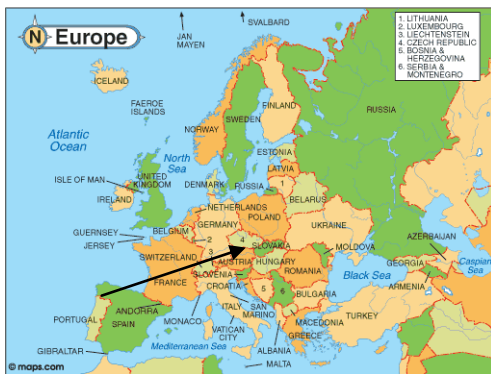 N Europe
SVALBARD
JAN
MAYEN
1. LITHUANIA
2. LUXEMBOURG
3. LIECHTENSTEIN
4. CZECH REPUBLIC
5. BOSNIA &
HERZEGOVINA
6. SERBIA &
MONTENEGRO
ICELAND
FAEROE
ISLANDS
FINLAND
RUSSIA
SWEDEN
NORWAY
Atlantic
Ocean
North
Sea
ESTONIA
LATVIA
1
ISLE OF MAN
UNITED
KINGDOM
DENMARK
RUSSIA
IRELAND
BELARUS
NETHERLANDS
POLAND
GUERNSEY
JERSEY
BELGIUM
GERMANY
2
4
UKRAINE
SLOVAKIA
3
MOLDOVA
AZERBAIJAN
SWITZERLAND
AUSTRIA
HUNGARY
Caspian
Sea
SLOVENIA
ROMANIA
GEORGIA
FRANCE
CROATIA
5
6
Black Sea
ARMENIA
ANDORRA
ITALY
SAN
MARINO
BULGARIA
PORTUGAL
SPAIN
MONACO
VATICAN
CITY
MACEDONIA
TURKEY
GREECE
Mediterranean Sea
ALBANIA
GIBRALTAR
MALTA
© maps.com